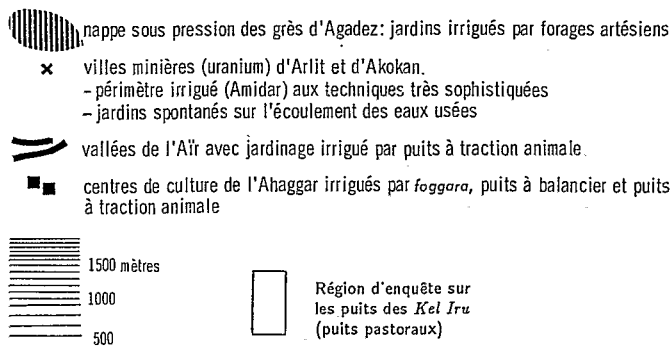 nappe sous pression des grès d'Agadez: jardins irrigués par forages artésiens
villes minières (uranium) d'Arlit et d'Akokan.
– périmètre irrigué (Amidar) aux techniques très sophistiquées
– jardins spontanés sur l'écoulement des eaux usées
vallées de l'Aïr avec jardinage irrigué par puits à traction animale.
centres de culture de l'Ahaggar irrigués par foggara, puits à balancier et puits
à traction animale
1500 mètres
1000
500
Région d'enquête sur
les puits des Kel Iru
(puits pastoraux)